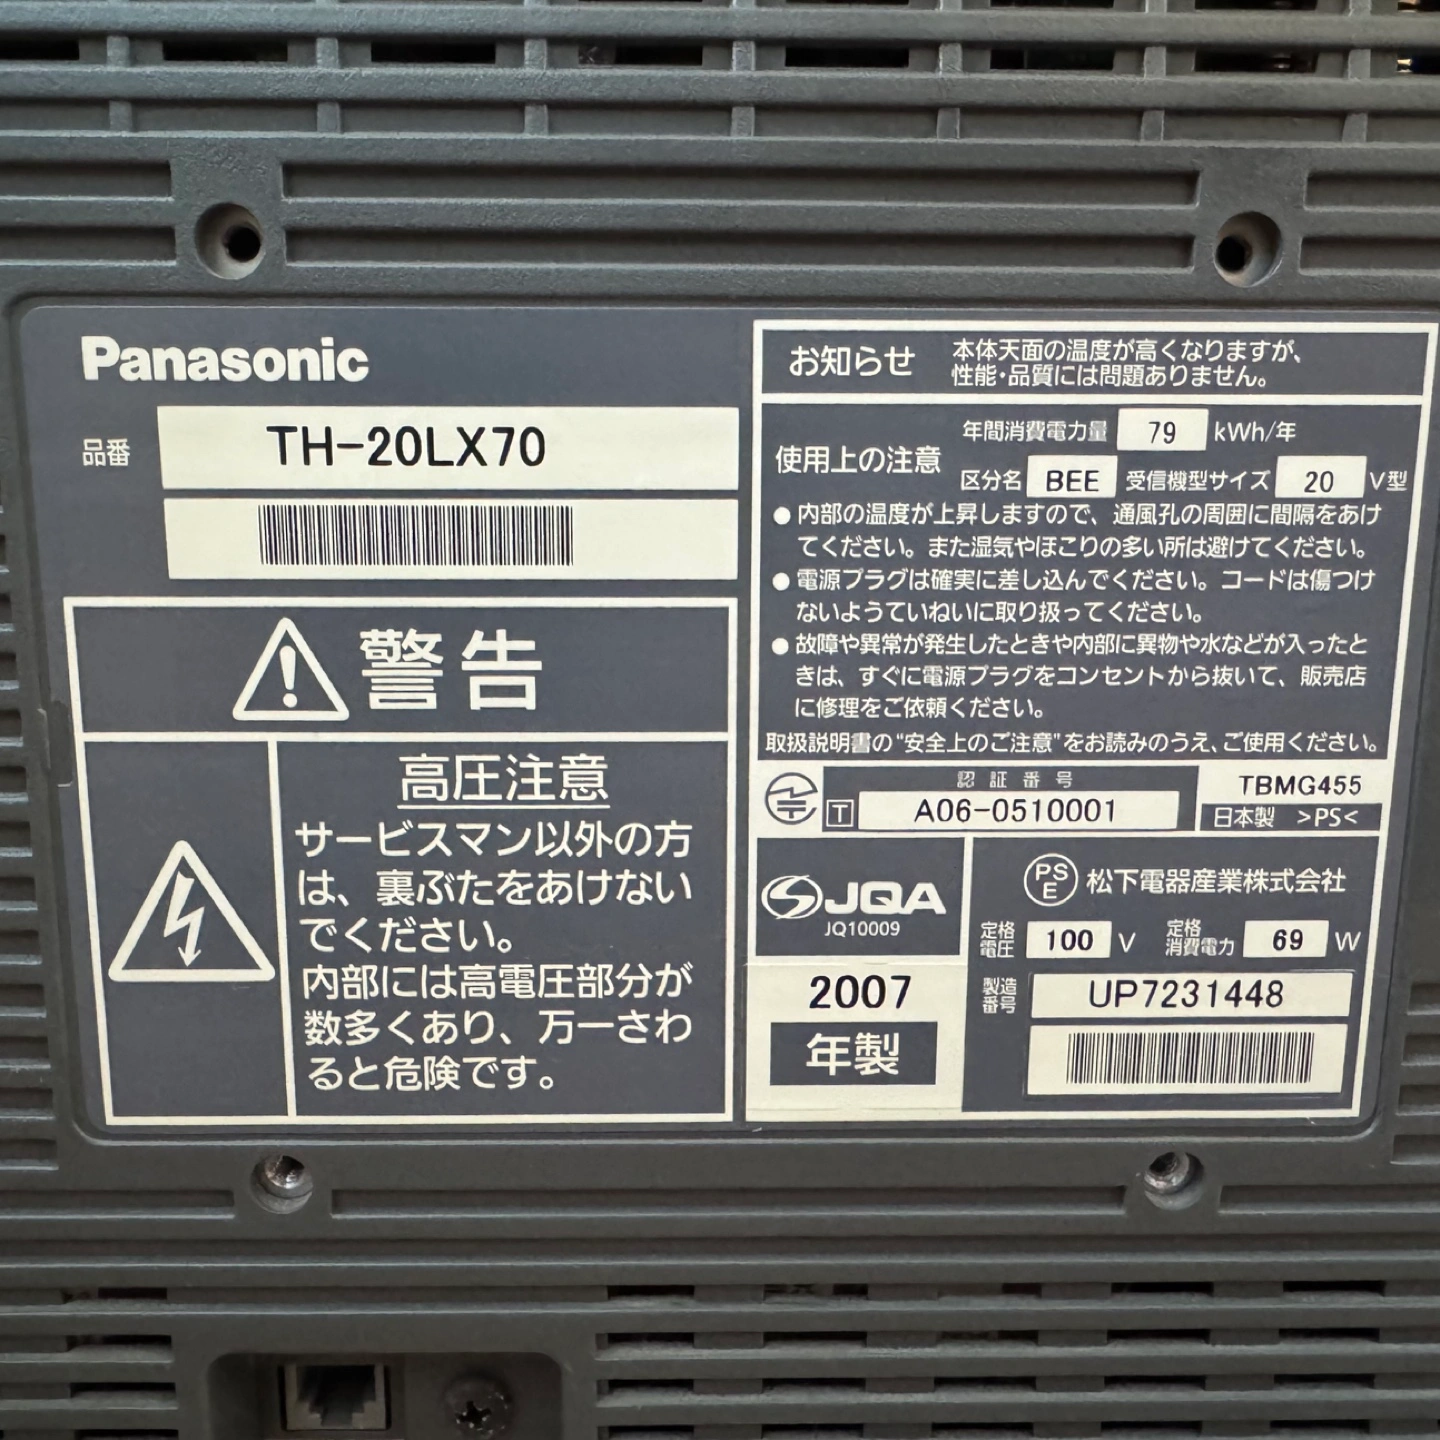 Panasonic
品番
TH-20LX70
警告
高圧注意
サービスマン以外の方
は、裏ぶたをあけない
でください。
内部には高電圧部分が
数多くあり、万一さわ
ると危険です。
お知らせ
本体天面の温度が高くなりますが、
性能・品質には問題ありません。
使用上の注意
年間消費電力量 79 kWh/年
区分名 BEE 受信機型サイズ 20 V型
● 内部の温度が上昇しますので、通風孔の周囲に間隔をあけ
てください。また湿気やほこりの多い所は避けてください。
● 電源プラグは確実に差し込んでください。コードは傷つけ
ないようていねいに取り扱ってください。
● 故障や異常が発生したときや内部に異物や水などが入ったと
きは、すぐに電源プラグをコンセントから抜いて、販売店
に修理をご依頼ください。
取扱説明書の"安全上のご注意"をお読みのうえ、ご使用ください。
認証番号
T A06-0510001
TBMG455
日本製 >PS<
JQA
JQ10009
2007
年製
PS
E
松下電器産業株式会社
定格
電圧
100 V
定格
消費電力
69 W
製造
番号
UP7231448